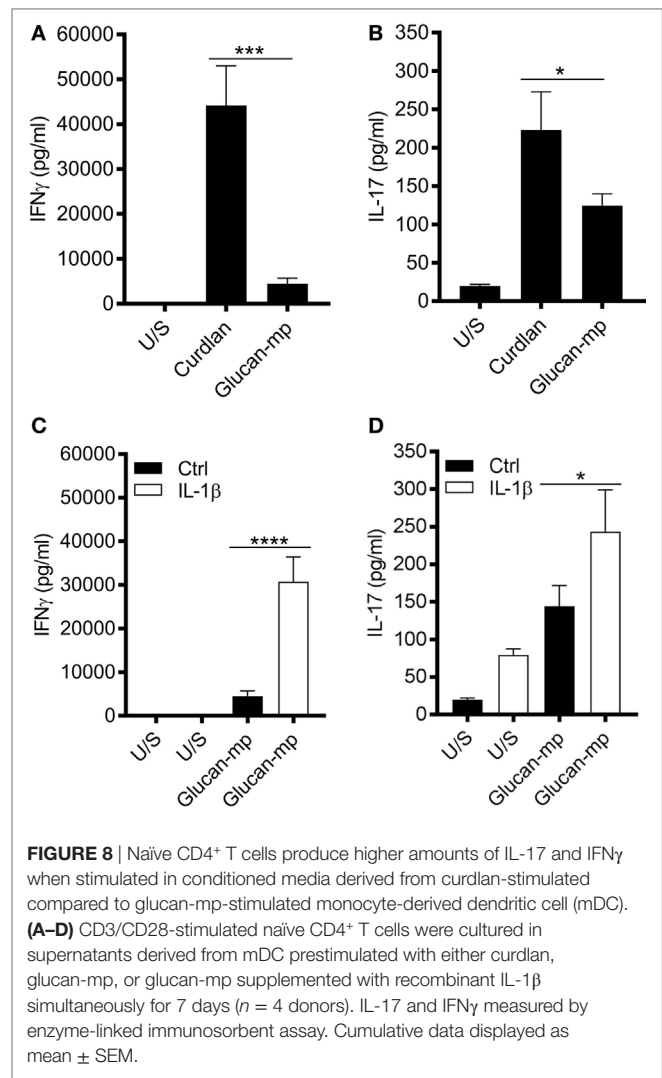 A
60000
50000
40000
30000
20000
10000
0
IFNγ (pg/ml)
***
U/S
Curdlan
Glucan-mp
B
350
300
250
200
150
100
50
0
IL-17 (pg/ml)
*
U/S
Curdlan
Glucan-mp
C
60000
50000
40000
30000
20000
10000
0
IFNγ (pg/ml)
Ctrl
IL-1β
****
U/S
U/S
Glucan-mp
Glucan-mp
D
350
300
250
200
150
100
50
0
IL-17 (pg/ml)
Ctrl
IL-1β
*
U/S
U/S
Glucan-mp
Glucan-mp
FIGURE 8 | Naïve CD4⁺ T cells produce higher amounts of IL-17 and IFNγ
when stimulated in conditioned media derived from curdlan-stimulated
compared to glucan-mp-stimulated monocyte-derived dendritic cell (mDC).
(A–D) CD3/CD28-stimulated naïve CD4⁺ T cells were cultured in
supernatants derived from mDC prestimulated with either curdlan,
glucan-mp, or glucan-mp supplemented with recombinant IL-1β
simultaneously for 7 days (n = 4 donors). IL-17 and IFNγ measured by
enzyme-linked immunosorbent assay. Cumulative data displayed as
mean ± SEM.